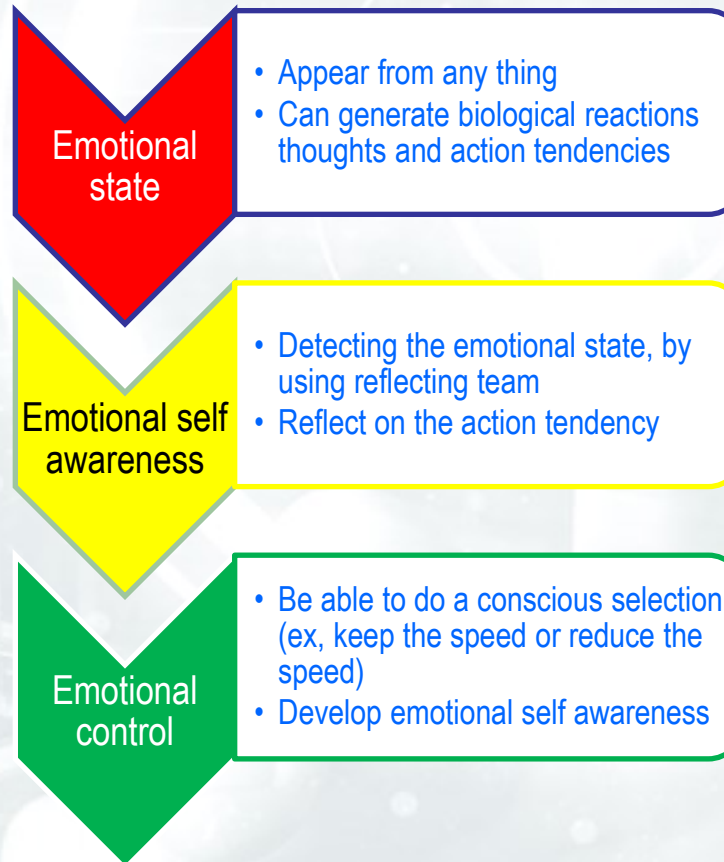 Emotional
state
• Appear from any thing
• Can generate biological reactions
thoughts and action tendencies
Emotional self
awareness
• Detecting the emotional state, by
using reflecting team
• Reflect on the action tendency
Emotional
control
• Be able to do a conscious selection
(ex, keep the speed or reduce the
speed)
• Develop emotional self awareness